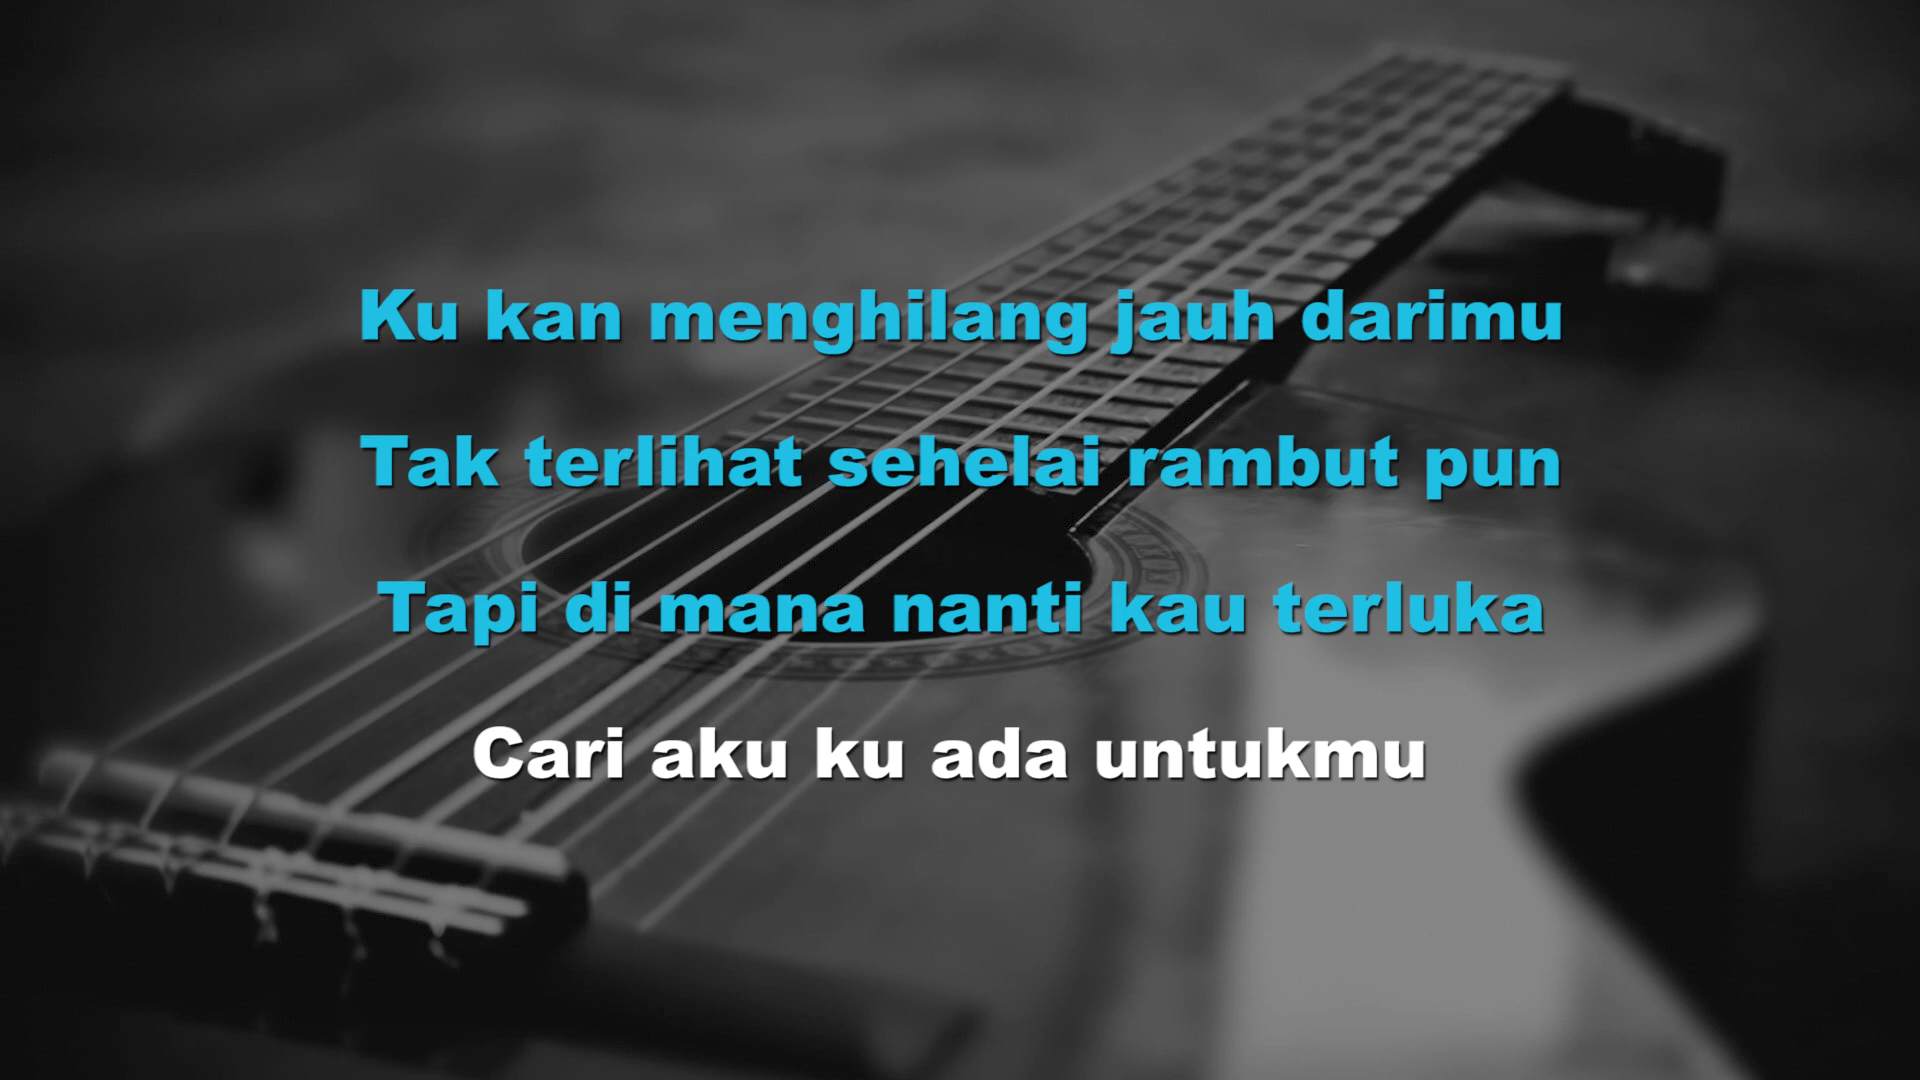 Ku kan menghilang jauh darimu
Tak terlihat sehelai rambut pun
Tapi di mana nanti kau terluka
Cari aku ku ada untukmu